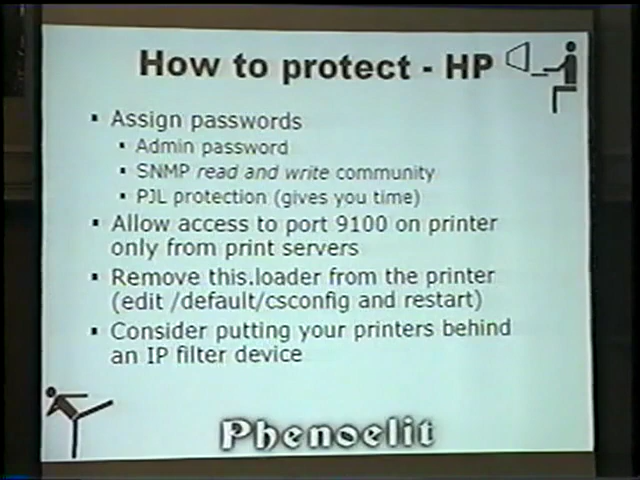 How to protect - HP
Assign passwords
Admin password
SNMP read and write community
PJL protection (gives you time)
Allow access to port 9100 on printer
only from print servers
Remove this.loader from the printer
(edit /default/csconfig and restart)
Consider putting your printers behind
an IP filter device
Phenoelit